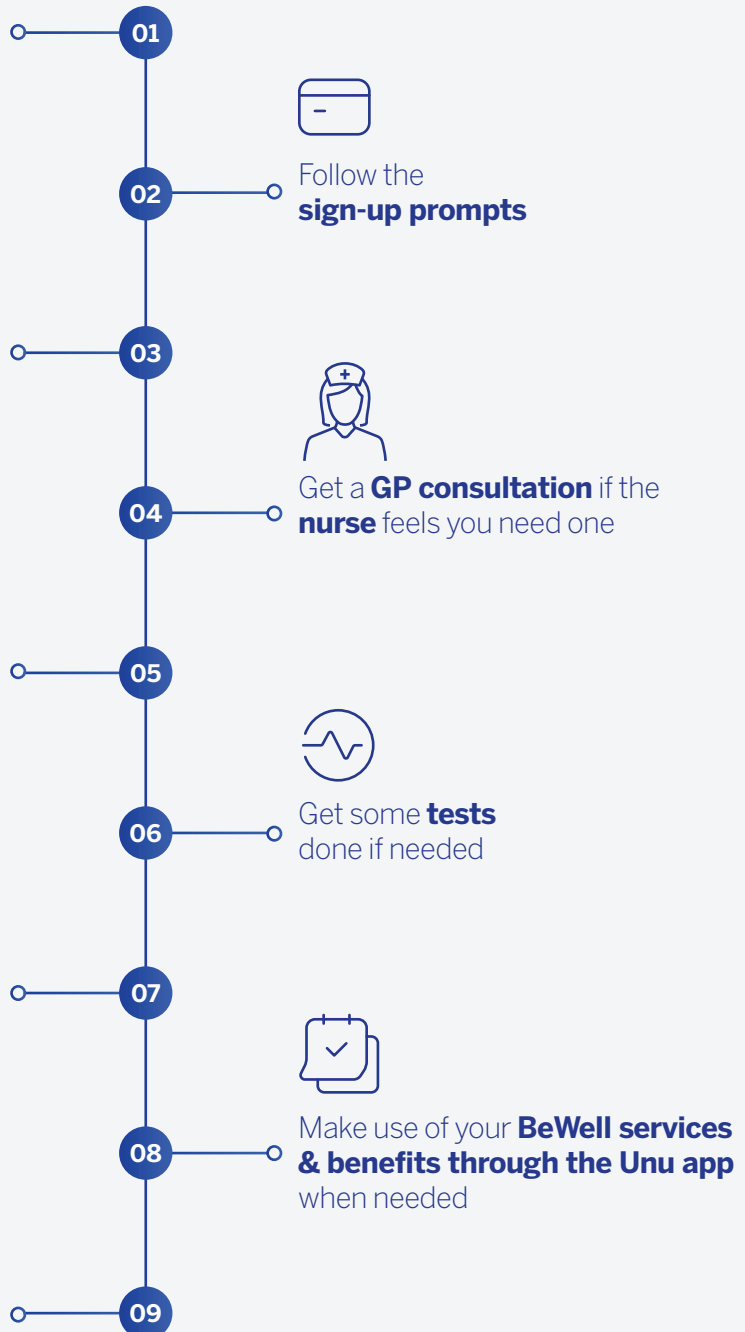 01
02
Follow the
sign-up prompts
03
04
Get a GP consultation if the
nurse feels you need one
05
06
Get some tests
done if needed
07
08
Make use of your BeWell services
& benefits through the Unu app
when needed
09